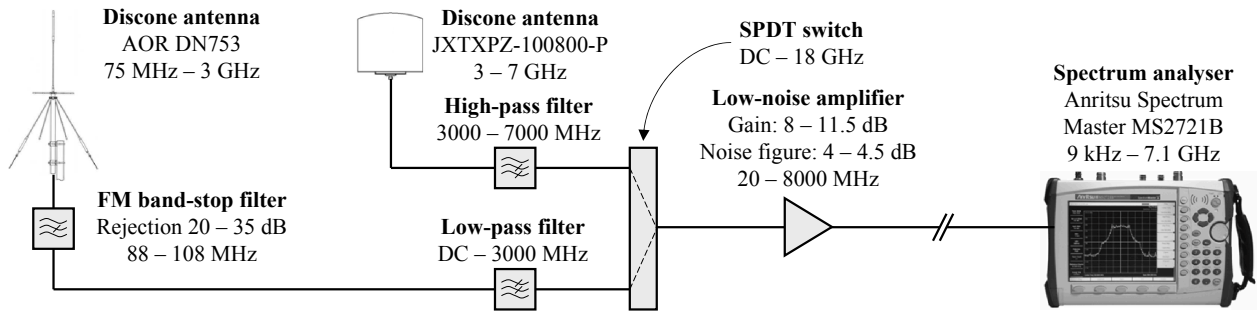 Discone antenna
AOR DN753
75 MHz – 3 GHz
Discone antenna
JXTXPZ-100800-P
3 – 7 GHz
High-pass filter
3000 – 7000 MHz
SPDT switch
DC – 18 GHz
Low-noise amplifier
Gain: 8 – 11.5 dB
Noise figure: 4 – 4.5 dB
20 – 8000 MHz
Spectrum analyser
Anritsu Spectrum
Master MS2721B
9 kHz – 7.1 GHz
FM band-stop filter
Rejection 20 – 35 dB
88 – 108 MHz
Low-pass filter
DC – 3000 MHz